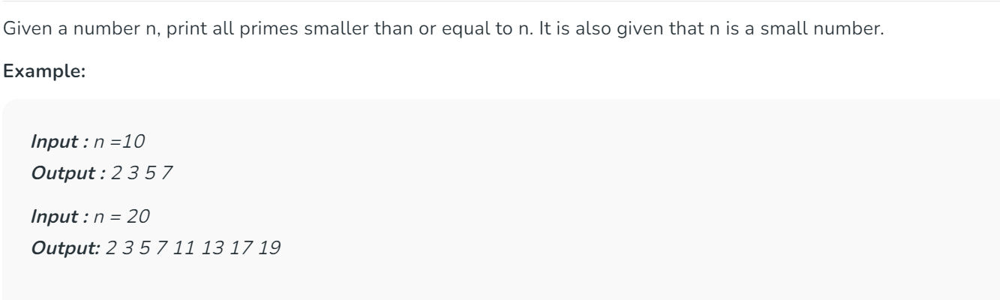 Given a number n, print all primes smaller than or equal to n. It is also given that n is a small number.
Example:
Input : n =10
Output : 2 3 5 7
Input : n = 20
Output: 2 3 5 7 11 13 17 19